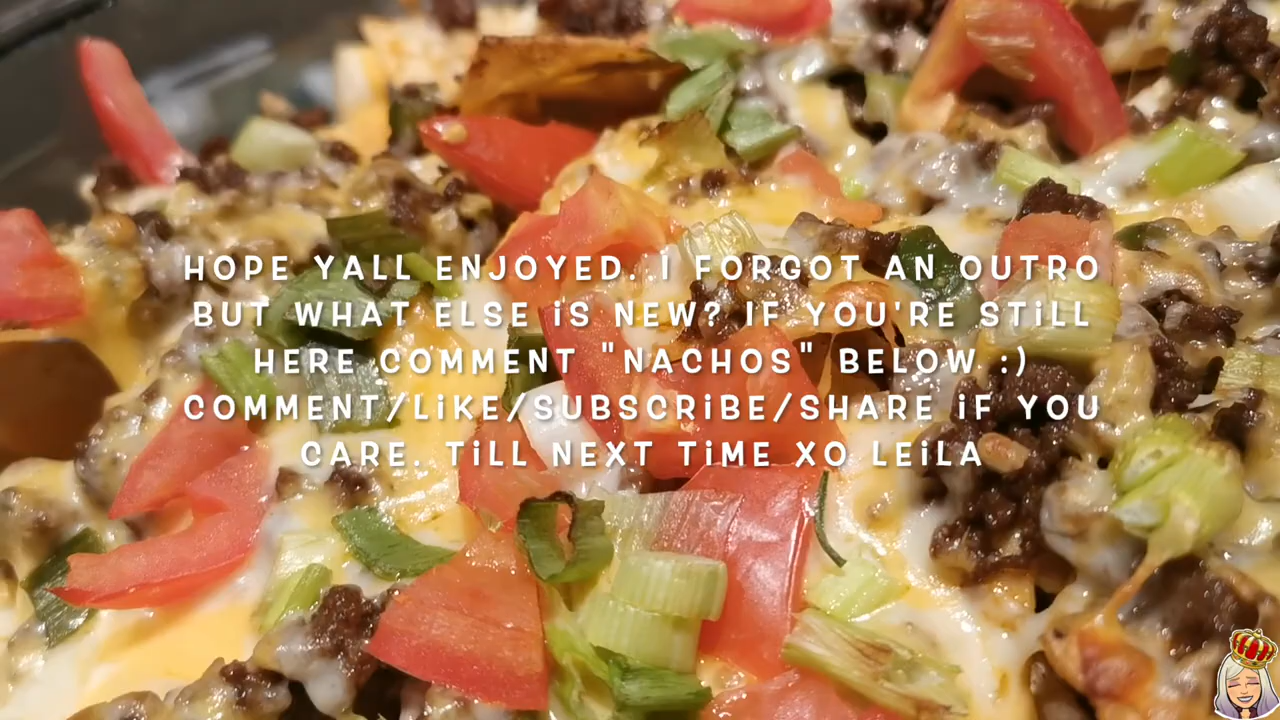 HOPE YALL ENJOYED. I FORGOT AN OUTRO
BUT WHAT ELSE iS NEW? IF YOU'RE STiLL
HERE COMMENT "NACHOS" BELOW :)
COMMENT/LiKE/SUBSCRiBE/SHARE iF YOU
CARE. TiLL NEXT TiME XO LEiLA